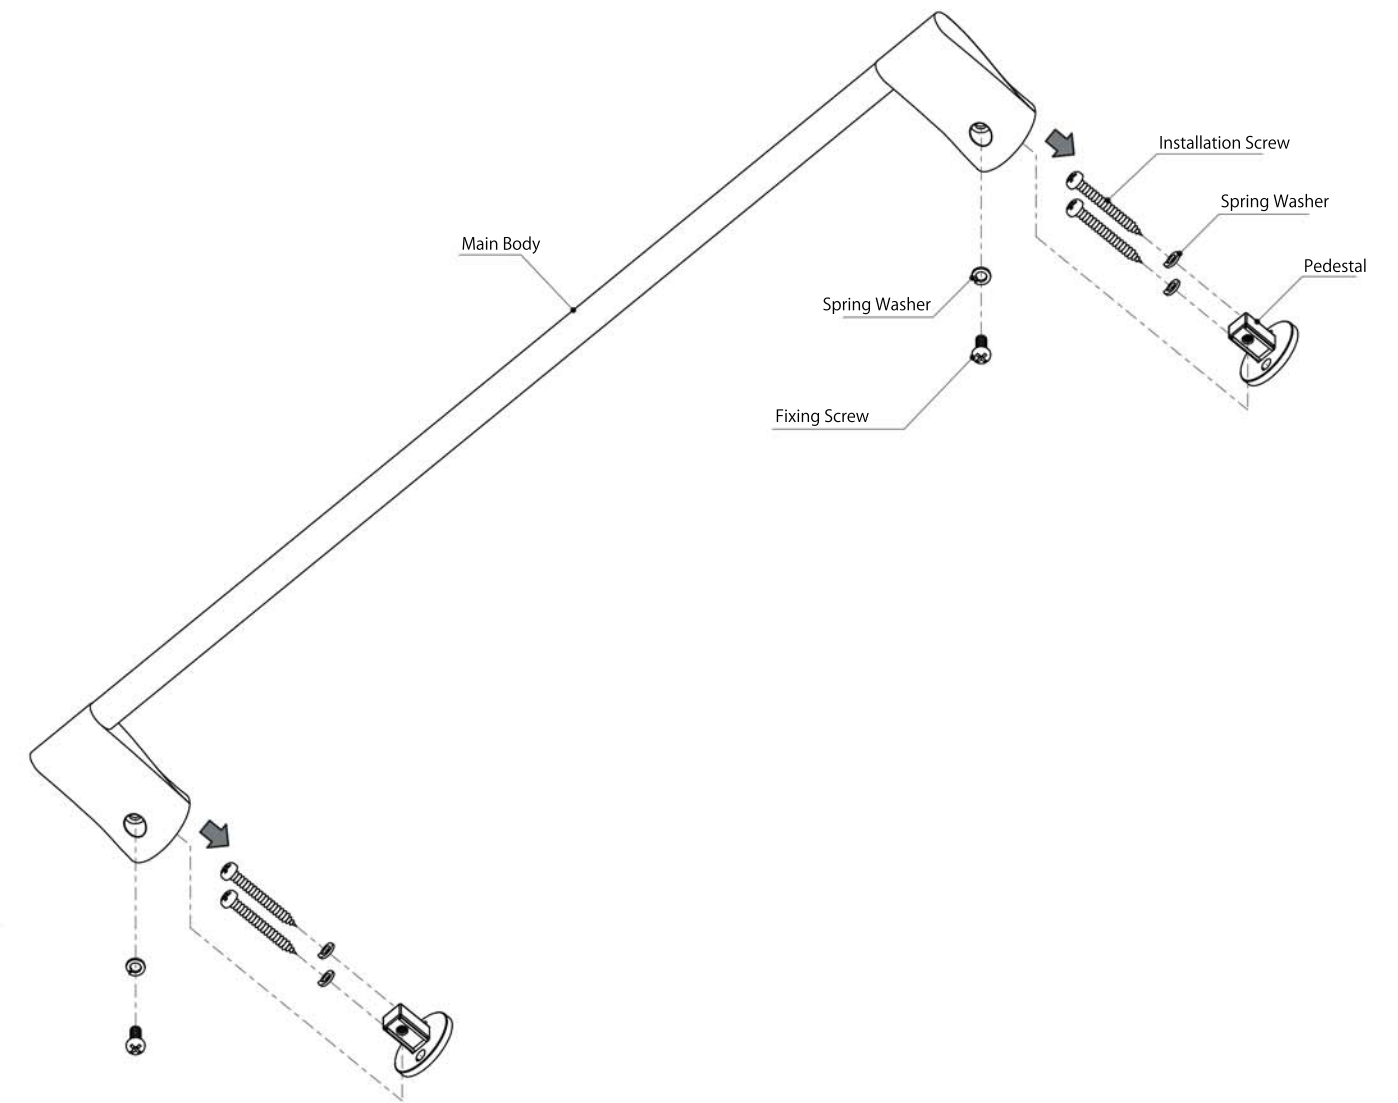 Installation Screw
Spring Washer
Main Body
Pedestal
Spring Washer
Fixing Screw